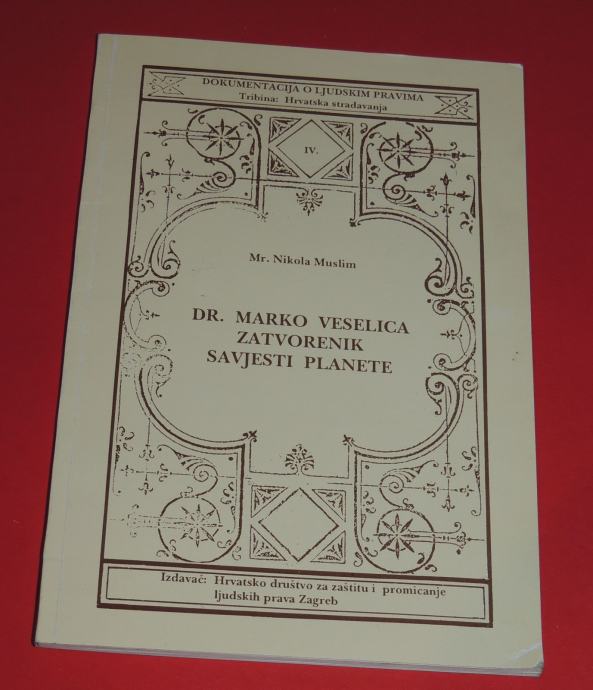 DOKUMENTACIJA O LJUDSKIM PRAVIMA
Tribina: Hrvatska stradavanja
IV.
Mr. Nikola Muslim
DR. MARKO VESELICA
ZATVORENIK
SAVJESTI PLANETE
Izdavač: Hrvatsko društvo za zaštitu i promicanje
ljudskih prava Zagreb